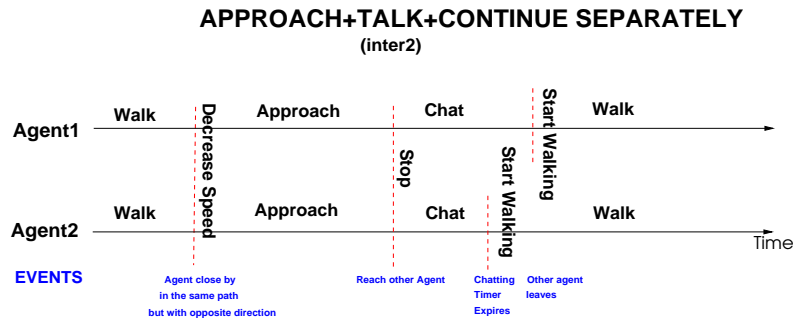 APPROACH+TALK+CONTINUE SEPARATELY
(inter2)
Agent1
Walk
Decrease Speed
Approach
Stop
Chat
Start Walking
Walk
Agent2
Walk
Approach
Chat
Start Walking
Walk
Time
EVENTS
Agent close by
in the same path
but with opposite direction
Reach other Agent
Chatting
Timer
Expires
Other agent
leaves